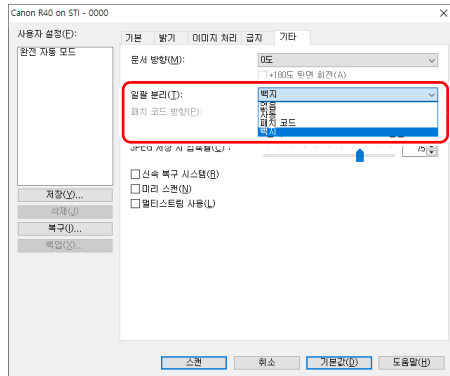 Canon R40 on STI - 0000
사용자 설정(F):
완전 자동 모드
저장(Y)...
삭제(J)
복구(I)...
백업(X)...
기본 밝기 이미지 처리 급지 기타
문서 방향(M):
0도
+180도 뒷면 회전(A)
일괄 분리(T):
백지
없음
자동
패치 코드
백지
패치 코드 방향(P):
JPEG 저장 시 압축율(C) :
75
신속 복구 시스템(R)
미리 스캔(N)
멀티스트림 사용(L)
스캔
취소
기본값(D)
도움말(H)